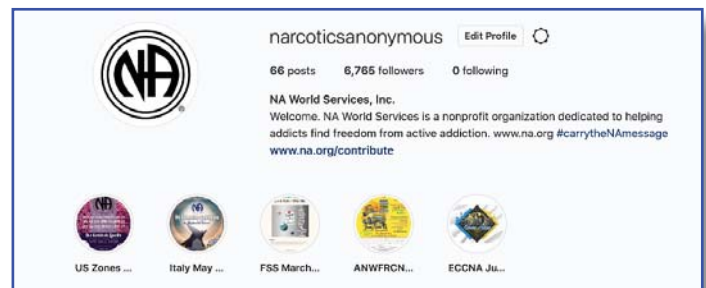 narcoticsanonymous Edit Profile
66 posts 6,765 followers 0 following
NA World Services, Inc.
Welcome. NA World Services is a nonprofit organization dedicated to helping
addicts find freedom from active addiction. www.na.org #carrytheNAmessage
www.na.org/contribute
NA
®
US Zones ... Italy May ... FSS March... ANWFRCN... ECCNA Ju...